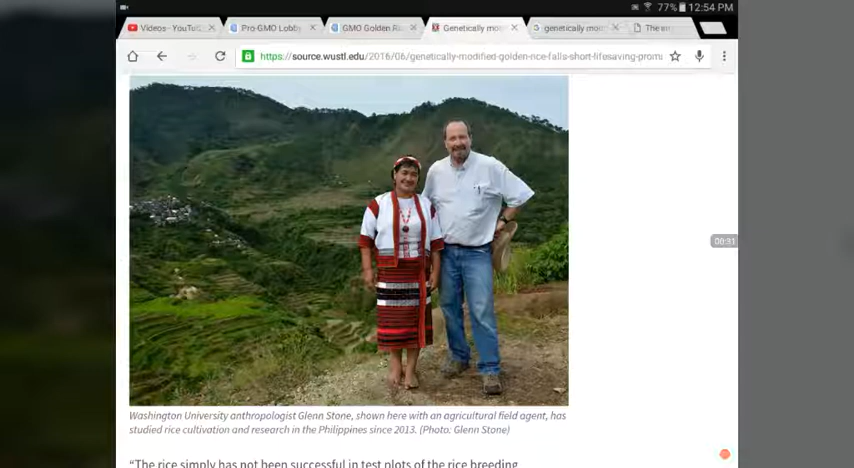 77% 12:54 PM
Videos - YouTu
Pro-GMO Lobby
GMO Golden Ri
Genetically mo
genetically mo
The en
https://source.wustl.edu/2016/06/genetically-modified-golden-rice-falls-short-lifesaving-promi
Washington University anthropologist Glenn Stone, shown here with an agricultural field agent, has
studied rice cultivation and research in the Philippines since 2013. (Photo: Glenn Stone)
“The rice simply has not been successful in test plots of the rice breeding